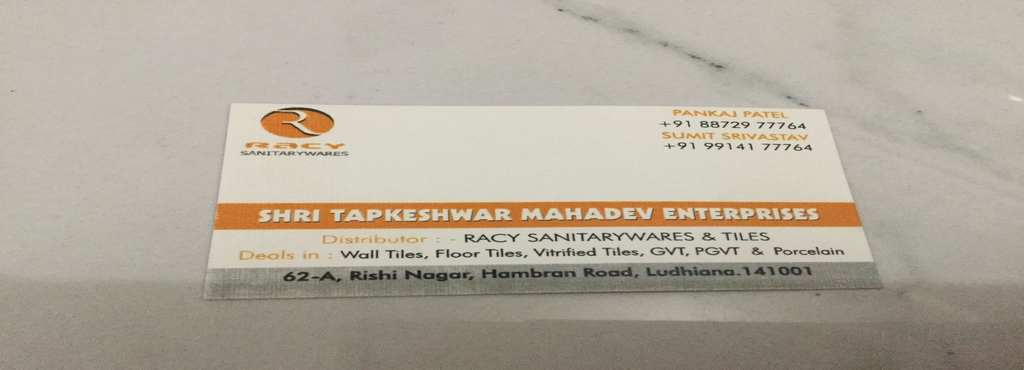 R
RACY
SANITARYWARES
PANKAJ PATEL
+91 88729 77764
SUMIT SRIVASTAV
+91 99141 77764
SHRI TAPKESHWAR MAHADEV ENTERPRISES
Distributor : - RACY SANITARYWARES & TILES
Deals in : Wall Tiles, Floor Tiles, Vitrified Tiles, GVT, PGVT & Porcelain
62-A, Rishi Nagar, Hambran Road, Ludhiana.141001